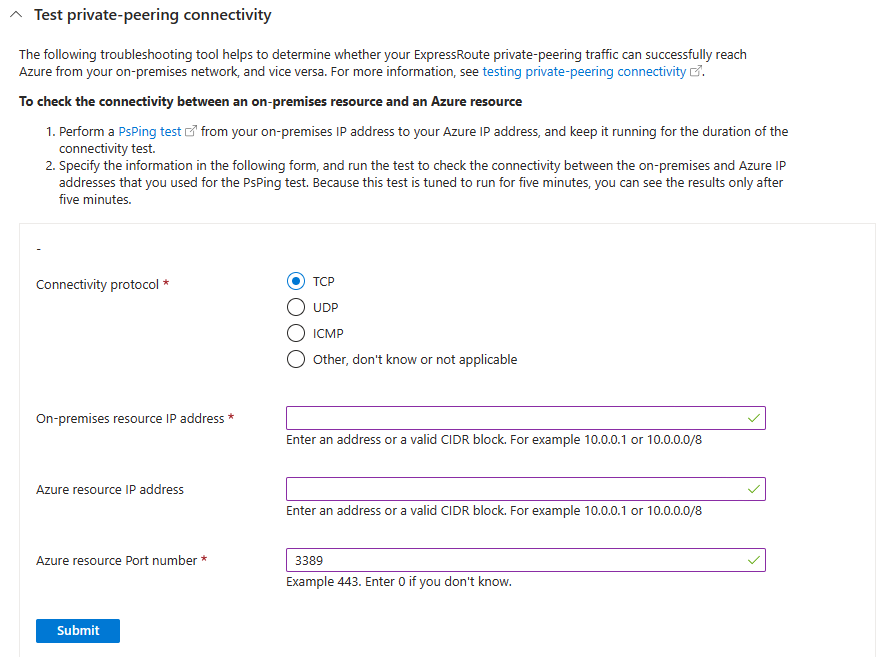 Test private-peering connectivity
The following troubleshooting tool helps to determine whether your ExpressRoute private-peering traffic can successfully reach
Azure from your on-premises network, and vice versa. For more information, see testing private-peering connectivity.
To check the connectivity between an on-premises resource and an Azure resource
1. Perform a PsPing test from your on-premises IP address to your Azure IP address, and keep it running for the duration of the
connectivity test.
2. Specify the information in the following form, and run the test to check the connectivity between the on-premises and Azure IP
addresses that you used for the PsPing test. Because this test is tuned to run for five minutes, you can see the results only after
five minutes.
-
Connectivity protocol *
TCP
UDP
ICMP
Other, don't know or not applicable
On-premises resource IP address *
Enter an address or a valid CIDR block. For example 10.0.0.1 or 10.0.0.0/8
Azure resource IP address
Enter an address or a valid CIDR block. For example 10.0.0.1 or 10.0.0.0/8
Azure resource Port number *
3389
Example 443. Enter 0 if you don't know.
Submit